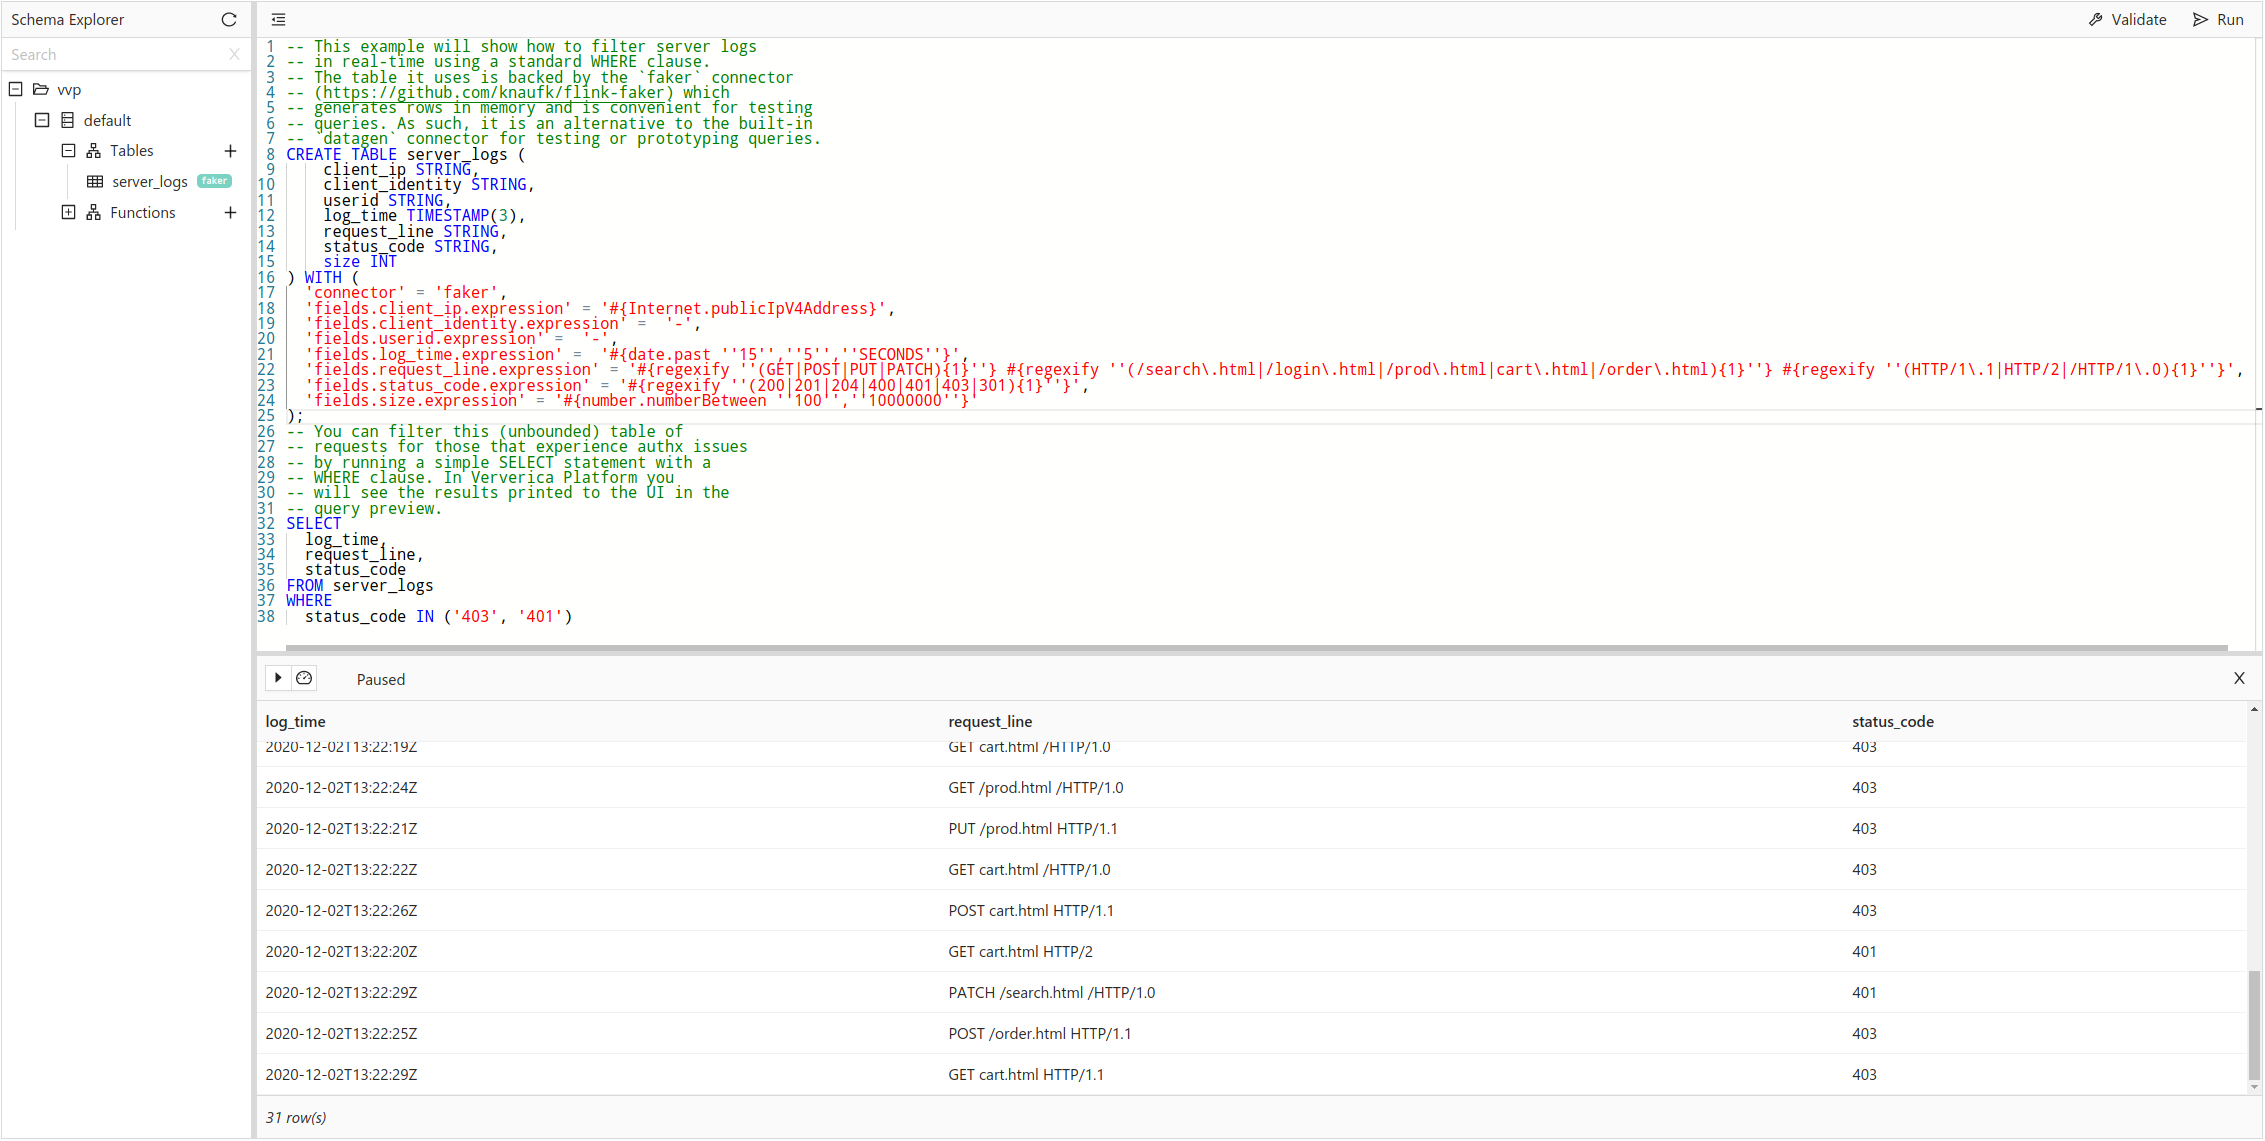 Schema Explorer
Validate
Run
Search
X
vvp
default
Tables
server_logs faker
Functions
1 -- This example will show how to filter server logs
2 -- in real-time using a standard WHERE clause.
3 -- The table it uses is backed by the `faker` connector
4 -- (https://github.com/knaufk/flink-faker) which
5 -- generates rows in memory and is convenient for testing
6 -- queries. As such, it is an alternative to the built-in
7 -- `datagen` connector for testing or prototyping queries.
8 CREATE TABLE server_logs (
9 client_ip STRING,
10 client_identity STRING,
11 userid STRING,
12 log_time TIMESTAMP(3),
13 request_line STRING,
14 status_code STRING,
15 size INT
16 ) WITH (
17 'connector' = 'faker',
18 'fields.client_ip.expression' = '#{Internet.publicIpV4Address}',
19 'fields.client_identity.expression' =  '-',
20 'fields.userid.expression' =  '-',
21 'fields.log_time.expression' =  '#{date.past ''15'',''5'',''SECONDS''}',
22 'fields.request_line.expression' = '#{regexify ''(GET|POST|PUT|PATCH){1}''} #{regexify ''(/search\.html|/login\.html|/prod\.html|cart\.html|/order\.html){1}''} #{regexify ''(HTTP/1\.1|HTTP/2|/HTTP/1\.0){1}''}',
23 'fields.status_code.expression' = '#{regexify ''(200|201|204|400|401|403|301){1}''}',
24 'fields.size.expression' = '#{number.numberBetween ''100'',''10000000''}'
25 );
26 -- You can filter this (unbounded) table of
27 -- requests for those that experience authx issues
28 -- by running a simple SELECT statement with a
29 -- WHERE clause. In Ververica Platform you
30 -- will see the results printed to the UI in the
31 -- query preview.
32 SELECT
33 log_time,
34 request_line,
35 status_code
36 FROM server_logs
37 WHERE
38 status_code IN ('403', '401')
Paused
X
log_time request_line status_code
2020-12-02T13:22:19Z GET cart.html /HTTP/1.0 403
2020-12-02T13:22:24Z GET /prod.html /HTTP/1.0 403
2020-12-02T13:22:21Z PUT /prod.html HTTP/1.1 403
2020-12-02T13:22:22Z GET cart.html /HTTP/1.0 403
2020-12-02T13:22:26Z POST cart.html HTTP/1.1 403
2020-12-02T13:22:20Z GET cart.html HTTP/2 401
2020-12-02T13:22:29Z PATCH /search.html /HTTP/1.0 401
2020-12-02T13:22:25Z POST /order.html HTTP/1.1 403
2020-12-02T13:22:29Z GET cart.html HTTP/1.1 403
31 row(s)